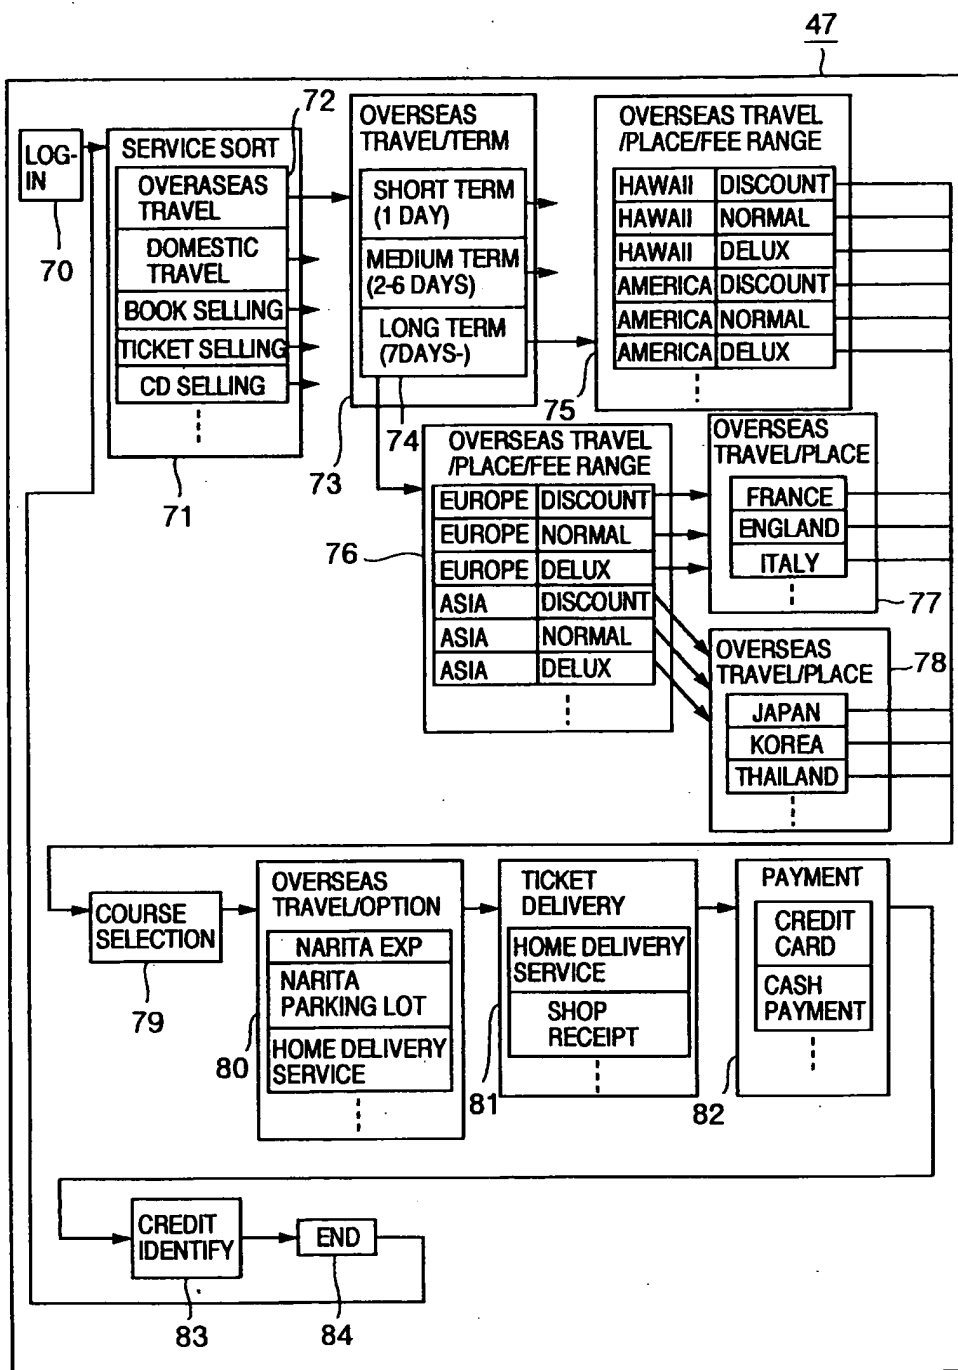 47
LOG-
IN
70
SERVICE SORT
72
OVERASEAS
TRAVEL
DOMESTIC
TRAVEL
BOOK SELLING
TICKET SELLING
CD SELLING
71
OVERSEAS
TRAVEL/TERM
SHORT TERM
(1 DAY)
MEDIUM TERM
(2-6 DAYS)
LONG TERM
(7DAYS-)
73
74
OVERSEAS TRAVEL
/PLACE/FEE RANGE
HAWAII DISCOUNT
HAWAII NORMAL
HAWAII DELUX
AMERICA DISCOUNT
AMERICA NORMAL
AMERICA DELUX
75
OVERSEAS TRAVEL
/PLACE/FEE RANGE
EUROPE DISCOUNT
EUROPE NORMAL
EUROPE DELUX
ASIA DISCOUNT
ASIA NORMAL
ASIA DELUX
76
OVERSEAS
TRAVEL/PLACE
FRANCE
ENGLAND
ITALY
77
OVERSEAS
TRAVEL/PLACE
JAPAN
KOREA
THAILAND
78
COURSE
SELECTION
79
OVERSEAS
TRAVEL/OPTION
NARITA EXP
NARITA
PARKING LOT
HOME DELIVERY
SERVICE
80
TICKET
DELIVERY
HOME DELIVERY
SERVICE
SHOP
RECEIPT
81
PAYMENT
CREDIT
CARD
CASH
PAYMENT
82
CREDIT
IDENTIFY
83
END
84